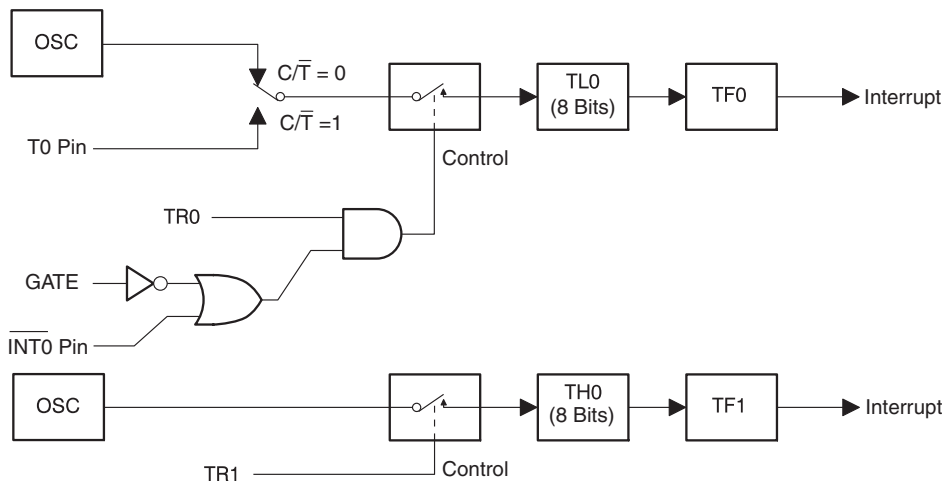 OSC
C/T̅ = 0
C/T̅ =1
T0 Pin
TL0
(8 Bits)
TF0
Interrupt
Control
TR0
GATE
I̅N̅T̅0̅ Pin
OSC
TH0
(8 Bits)
TF1
Interrupt
TR1
Control